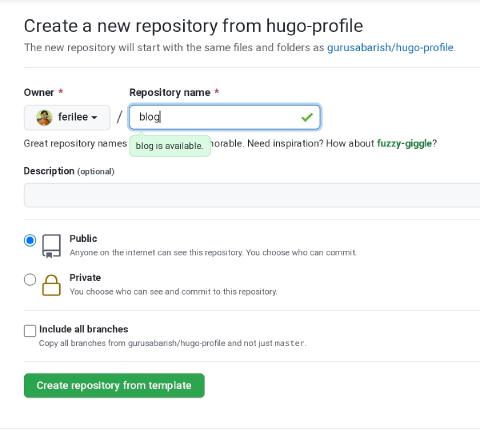 Create a new repository from hugo-profile
The new repository will start with the same files and folders as gurusabarish/hugo-profile.
Owner * Repository name *
ferilee / blog
Great repository names blog is available. Need inspiration? How about fuzzy-giggle?
Description (optional)
Public
Anyone on the internet can see this repository. You choose who can commit.
Private
You choose who can see and commit to this repository.
Include all branches
Copy all branches from gurusabarish/hugo-profile and not just master.
Create repository from template